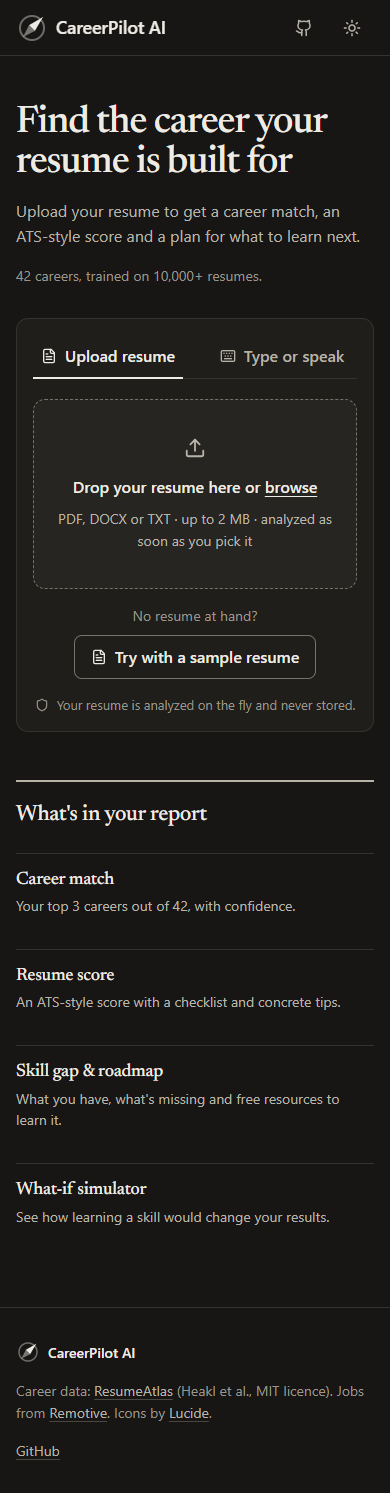 CareerPilot AI
Find the career your
resume is built for
Upload your resume to get a career match, an
ATS-style score and a plan for what to learn next.
42 careers, trained on 10,000+ resumes.
Upload resume
Type or speak
Drop your resume here or browse
PDF, DOCX or TXT · up to 2 MB · analyzed as
soon as you pick it
No resume at hand?
Try with a sample resume
Your resume is analyzed on the fly and never stored.
What's in your report
Career match
Your top 3 careers out of 42, with confidence.
Resume score
An ATS-style score with a checklist and concrete tips.
Skill gap & roadmap
What you have, what's missing and free resources to
learn it.
What-if simulator
See how learning a skill would change your results.
CareerPilot AI
Career data: ResumeAtlas (Heakl et al., MIT licence). Jobs
from Remotive. Icons by Lucide.
GitHub